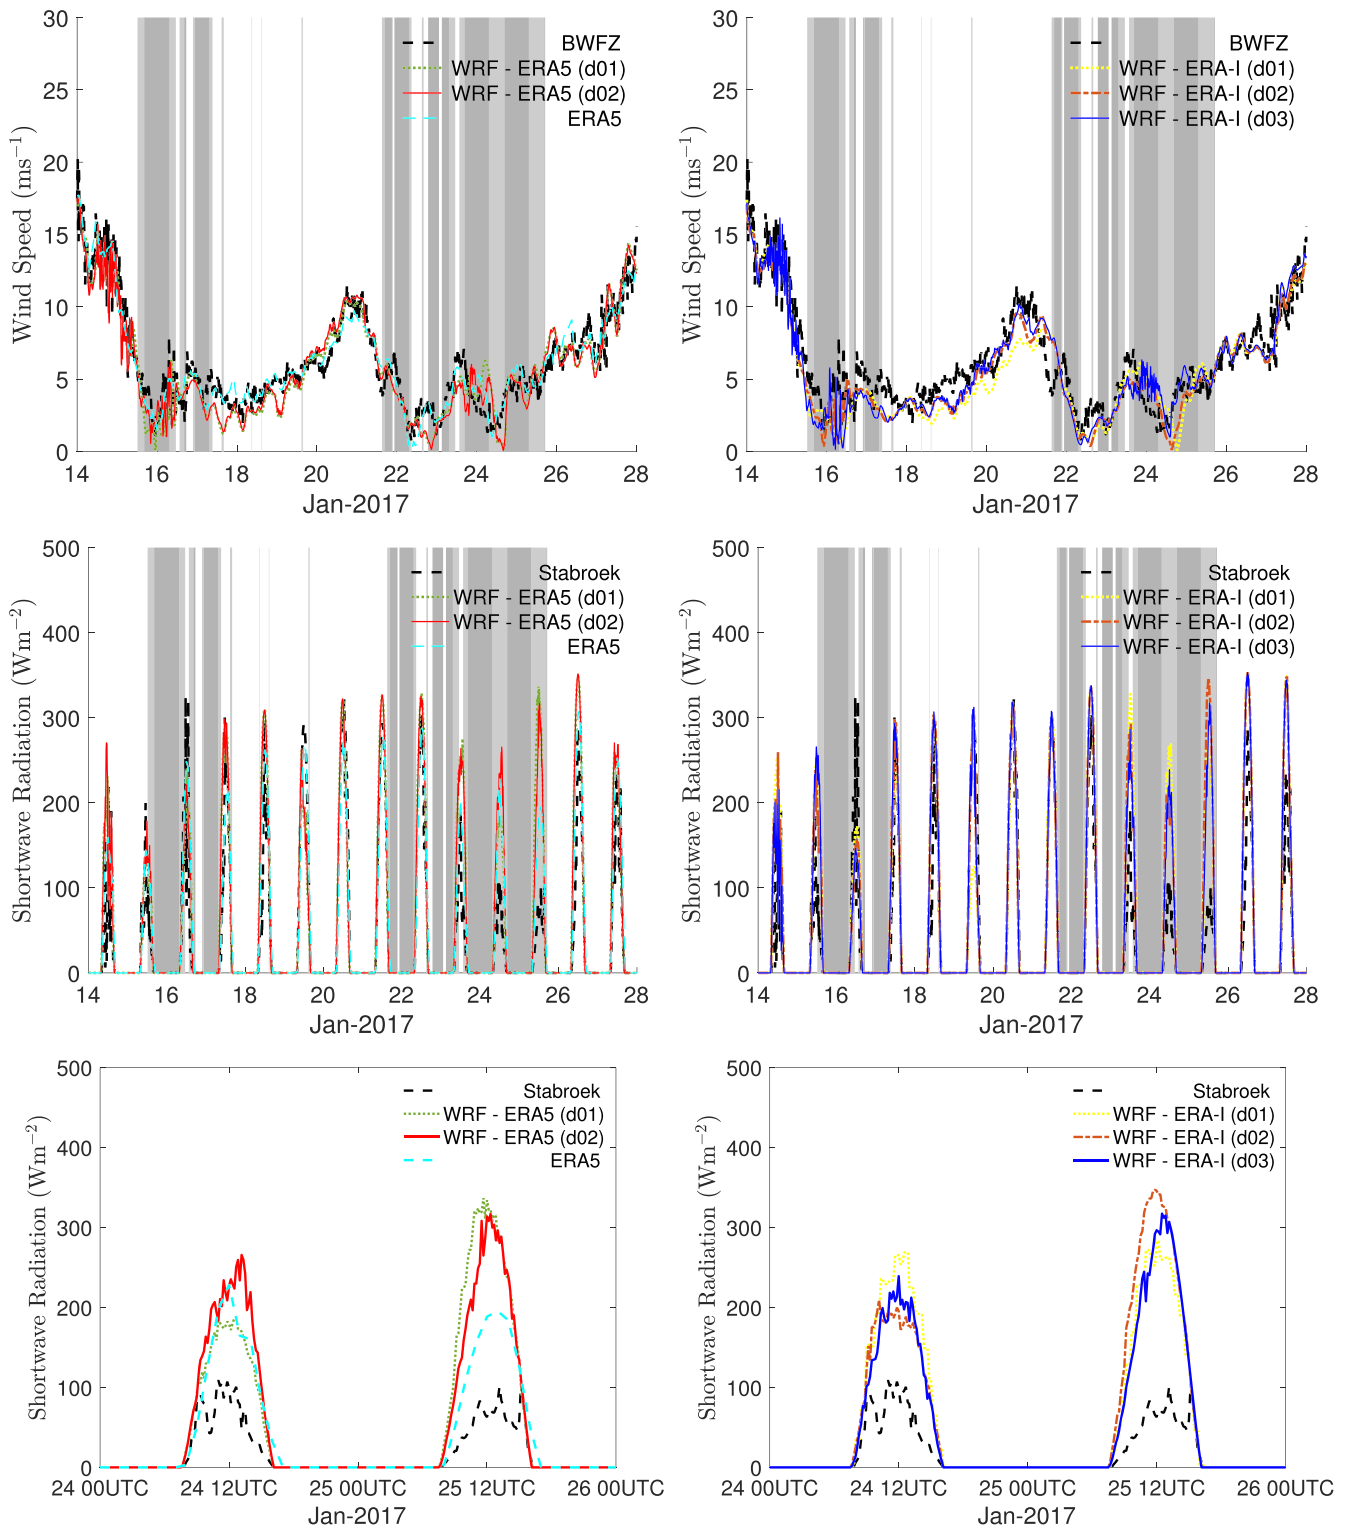 30
25
20
15
10
5
0
Wind Speed (ms⁻¹)
BWFZ
WRF - ERA5 (d01)
WRF - ERA5 (d02)
ERA5
14 16 18 20 22 24 26 28
Jan-2017
30
25
20
15
10
5
0
Wind Speed (ms⁻¹)
BWFZ
WRF - ERA-I (d01)
WRF - ERA-I (d02)
WRF - ERA-I (d03)
14 16 18 20 22 24 26 28
Jan-2017
500
400
300
200
100
0
Shortwave Radiation (Wm⁻²)
Stabroek
WRF - ERA5 (d01)
WRF - ERA5 (d02)
ERA5
14 16 18 20 22 24 26 28
Jan-2017
500
400
300
200
100
0
Shortwave Radiation (Wm⁻²)
Stabroek
WRF - ERA-I (d01)
WRF - ERA-I (d02)
WRF - ERA-I (d03)
14 16 18 20 22 24 26 28
Jan-2017
500
400
300
200
100
0
Shortwave Radiation (Wm⁻²)
Stabroek
WRF - ERA5 (d01)
WRF - ERA5 (d02)
ERA5
24 00UTC 24 12UTC 25 00UTC 25 12UTC 26 00UTC
Jan-2017
500
400
300
200
100
0
Shortwave Radiation (Wm⁻²)
Stabroek
WRF - ERA-I (d01)
WRF - ERA-I (d02)
WRF - ERA-I (d03)
24 00UTC 24 12UTC 25 00UTC 25 12UTC 26 00UTC
Jan-2017